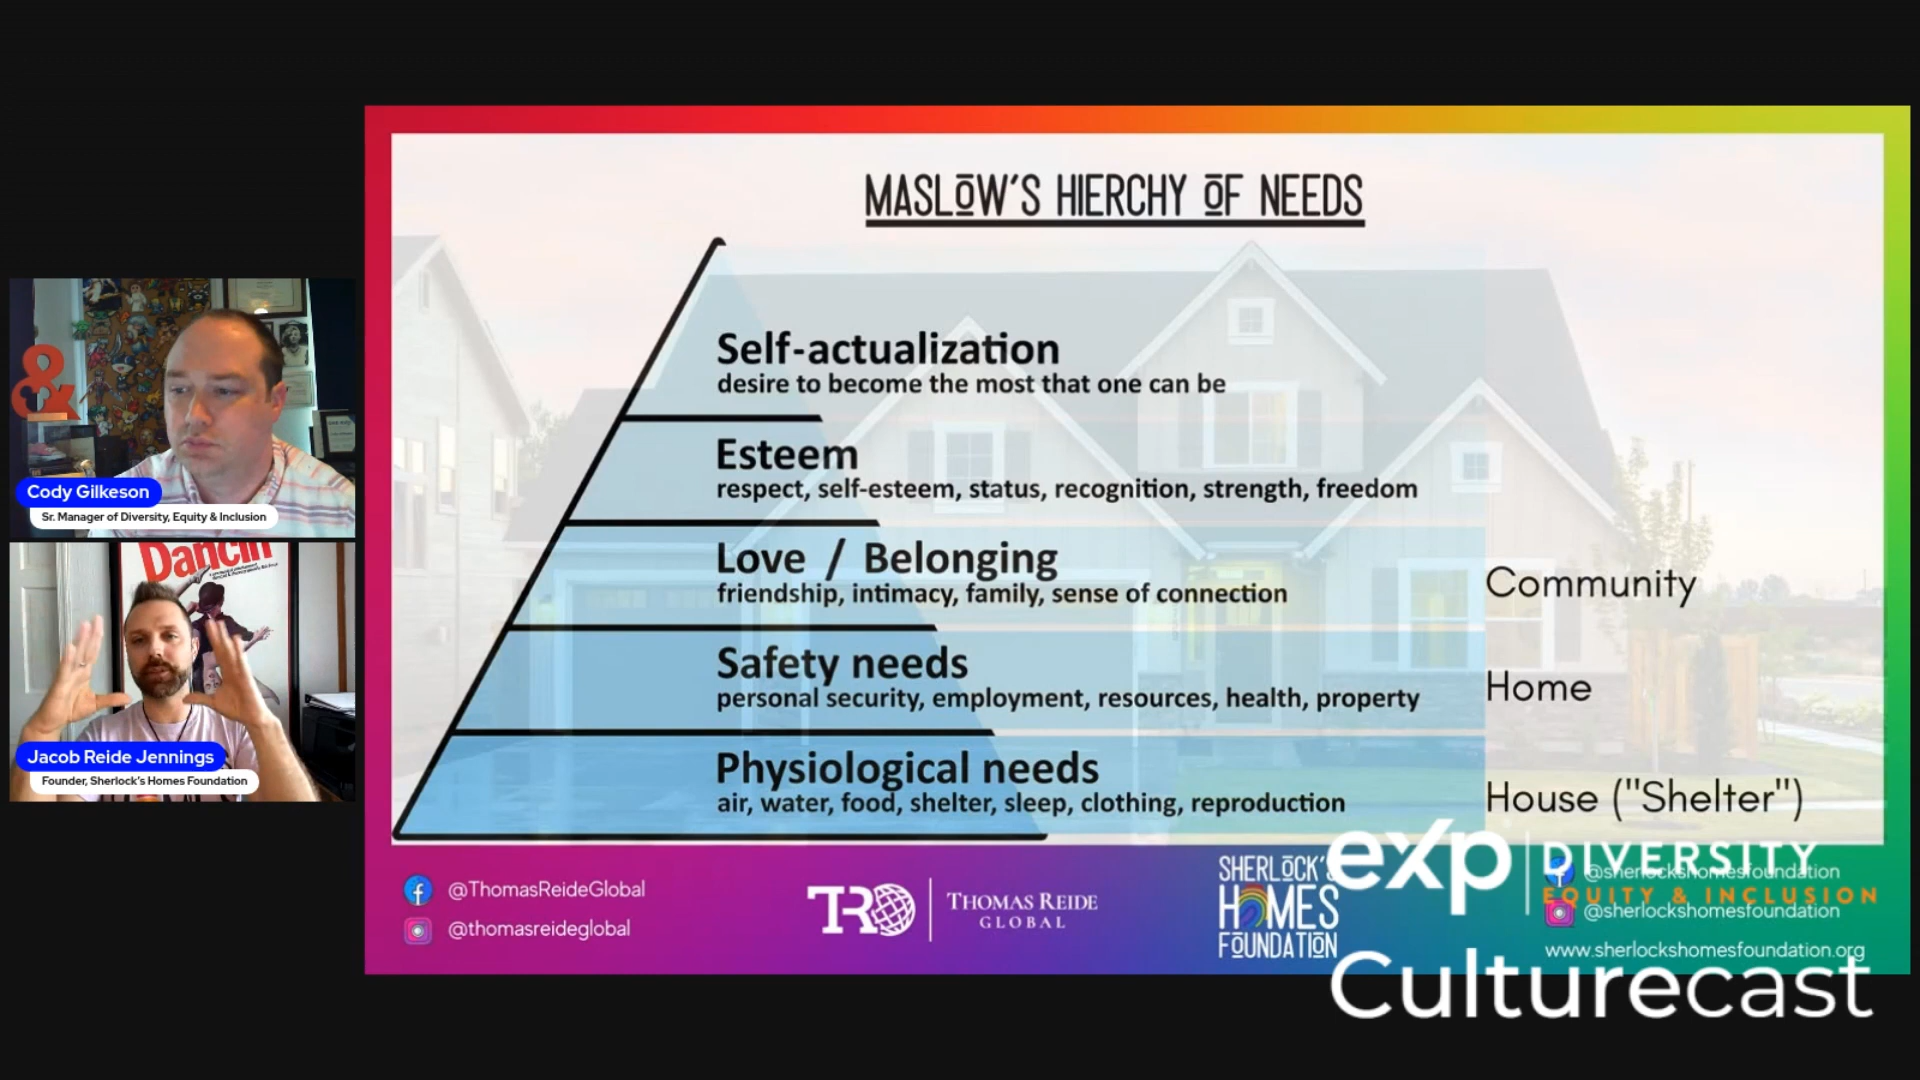 MASLOW'S HIERCHY OF NEEDS
Self-actualization
desire to become the most that one can be
Esteem
respect, self-esteem, status, recognition, strength, freedom
Love / Belonging
friendship, intimacy, family, sense of connection
Community
Safety needs
personal security, employment, resources, health, property
Home
Physiological needs
air, water, food, shelter, sleep, clothing, reproduction
House ("Shelter")
&
Cody Gilkeson
Sr. Manager of Diversity, Equity & Inclusion
Dancin
Jacob Reide Jennings
Founder, Sherlock's Homes Foundation
@ThomasReideGlobal
@thomasreideglobal
TR
THOMAS REIDE
GLOBAL
SHERLOCK'S
HOMES
FOUNDATION
exp
DIVERSITY
EQUITY & INCLUSION
@sherlockshomesfoundation
@sherlockshomesfoundation
www.sherlockshomesfoundation.org
Culturecast